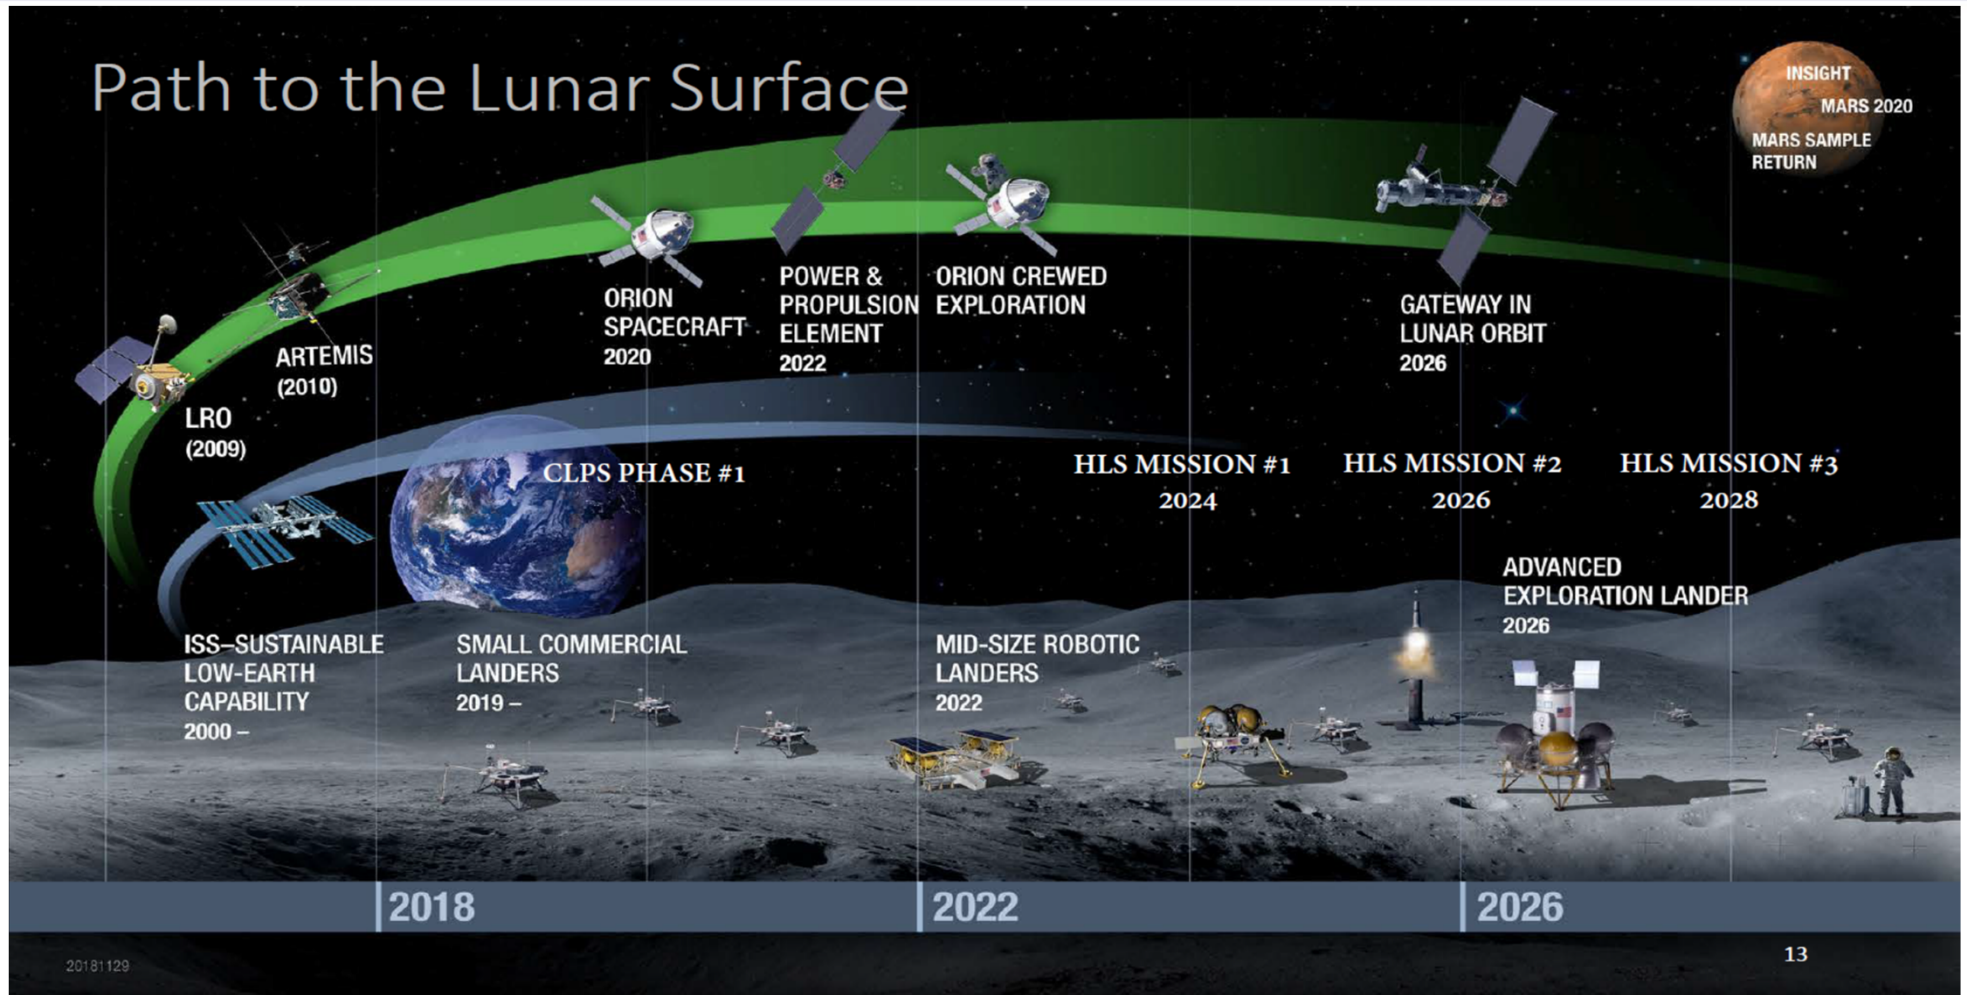 Path to the Lunar Surface
INSIGHT
MARS 2020
MARS SAMPLE
RETURN
LRO
(2009)
ARTEMIS
(2010)
ORION
SPACECRAFT
2020
POWER &
PROPULSION
ELEMENT
2022
ORION CREWED
EXPLORATION
GATEWAY IN
LUNAR ORBIT
2026
CLPS PHASE #1
HLS MISSION #1
2024
HLS MISSION #2
2026
HLS MISSION #3
2028
ISS–SUSTAINABLE
LOW-EARTH
CAPABILITY
2000 –
SMALL COMMERCIAL
LANDERS
2019 –
MID-SIZE ROBOTIC
LANDERS
2022
ADVANCED
EXPLORATION LANDER
2026
2018
2022
2026
20181129
13